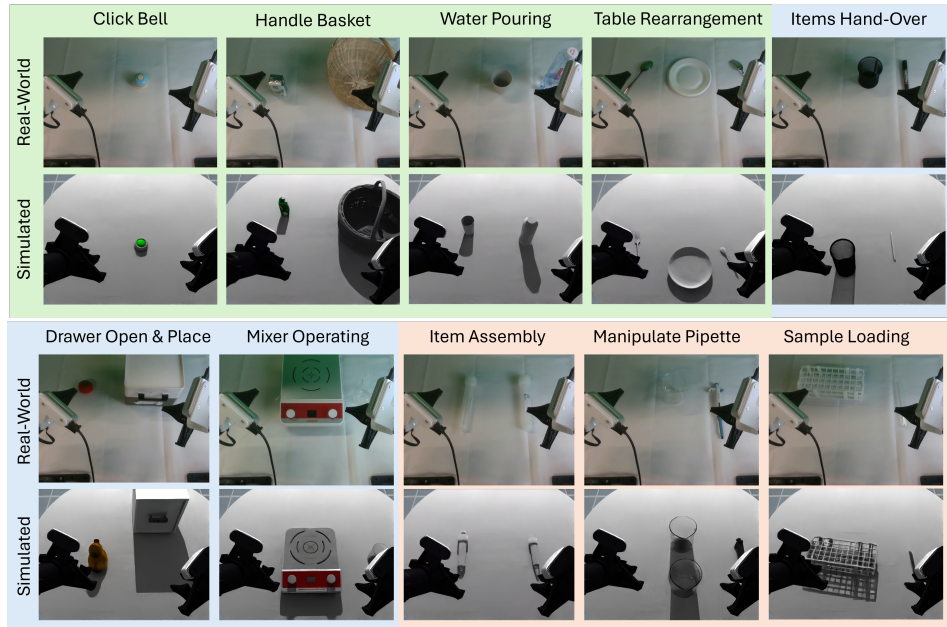 Click Bell
Handle Basket
Water Pouring
Table Rearrangement
Items Hand-Over
Real-World
Simulated
Drawer Open & Place
Mixer Operating
Item Assembly
Manipulate Pipette
Sample Loading
Real-World
Simulated